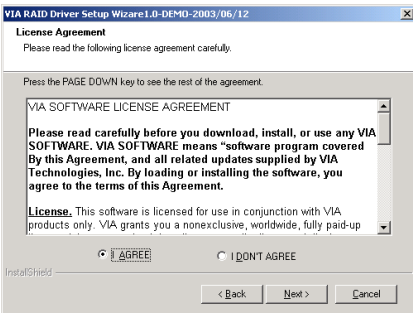 VIA RAID Driver Setup Wizare1.0-DEMO-2003/06/12
License Agreement
Please read the following license agreement carefully.
Press the PAGE DOWN key to see the rest of the agreement.
VIA SOFTWARE LICENSE AGREEMENT
Please read carefully before you download, install, or use any VIA
SOFTWARE. VIA SOFTWARE means “software program covered
By this Agreement, and all related updates supplied by VIA
Technologies, Inc. By loading or installing the software, you
agree to the terms of this Agreement.
License. This software is licensed for use in conjunction with VIA
products only. VIA grants you a nonexclusive, worldwide, fully paid-up
I AGREE
I DON'T AGREE
InstallShield
< Back
Next >
Cancel